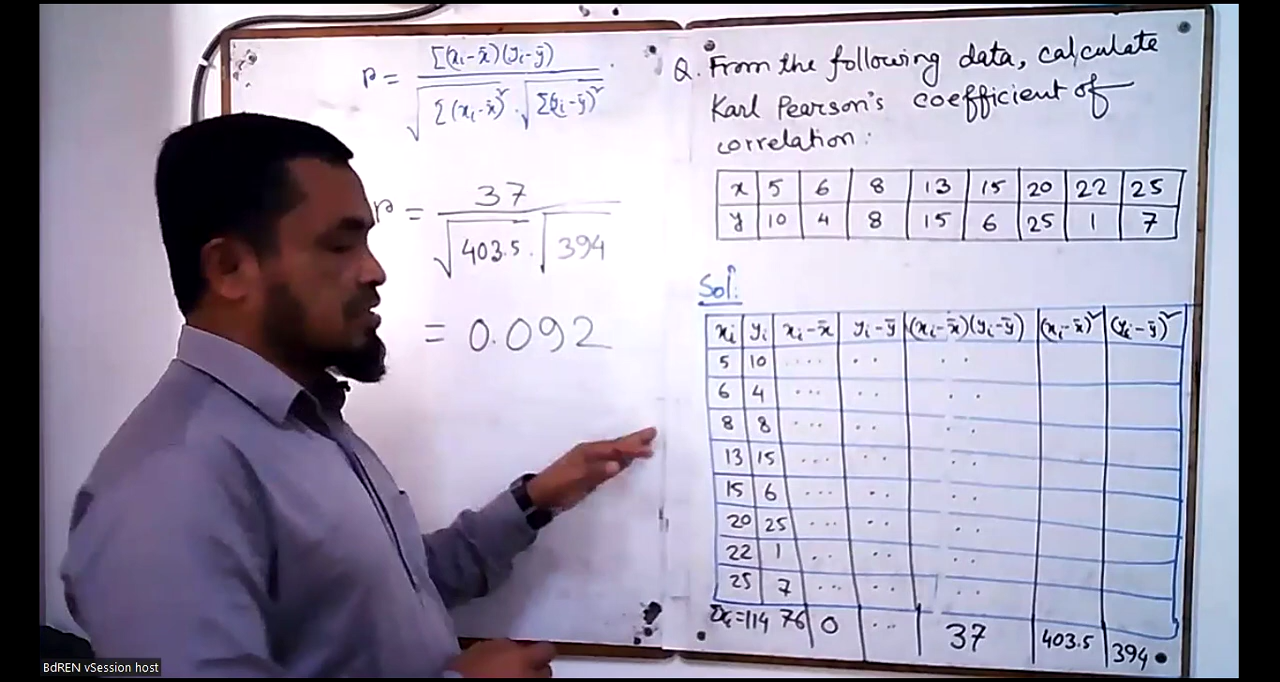 r = Σ(xᵢ-x̄)(yᵢ-ȳ) / √Σ(xᵢ-x̄)² · √Σ(yᵢ-ȳ)²
r = 37 / √403.5 · √394
= 0.092
Q. From the following data, calculate
Karl Pearson's coefficient of
correlation:
x 5 6 8 13 15 20 22 25
y 10 4 8 15 6 25 1 7
Solⁿ:
xᵢ yᵢ xᵢ-x̄ yᵢ-ȳ (xᵢ-x̄)(yᵢ-ȳ) (xᵢ-x̄)² (yᵢ-ȳ)²
5 10 .... .. ..
6 4 ... .. ..
8 8 ... .. ..
13 15 ... .. ..
15 6 ... .. ..
20 25 ... .. ..
22 1 .. .. ..
25 7 ... .. ..
Σxᵢ=114 76 0 ... 37 403.5 394
BdREN vSession host